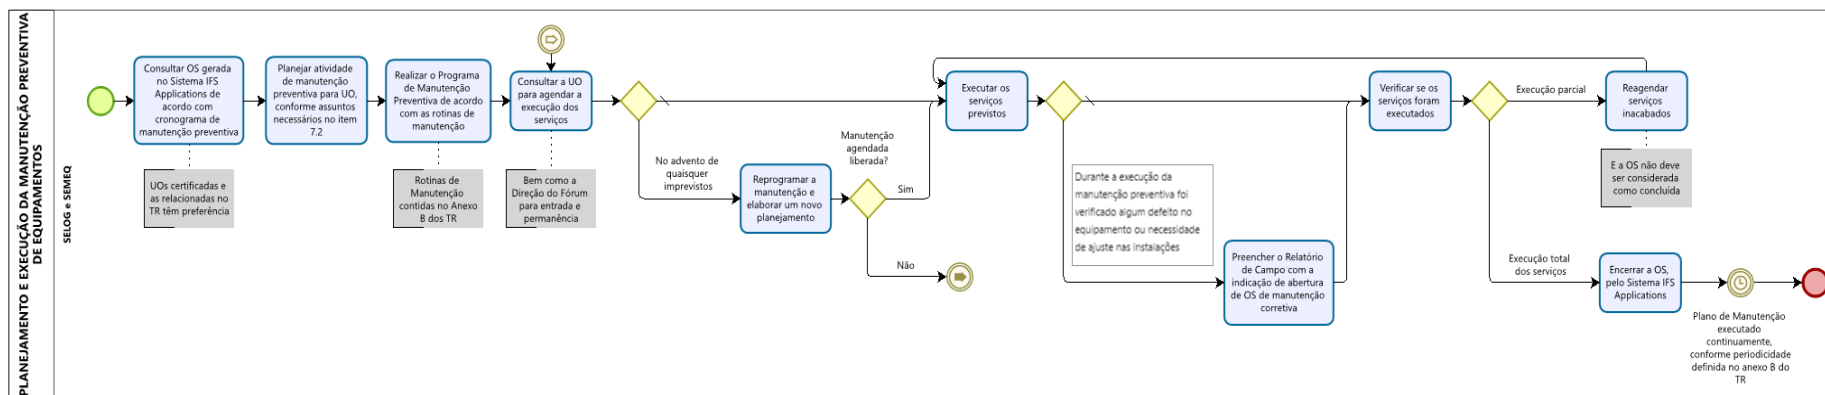 PLANEJAMENTO E EXECUÇÃO DA MANUTENÇÃO PREVENTIVA
DE EQUIPAMENTOS
SELOG e SEMEQ
Consultar OS gerada
no Sistema IFS
Applications de
acordo com
cronograma de
manutenção preventiva
UOs certificadas e
as relacionadas no
TR têm preferência
Planejar atividade
de manutenção
preventiva para UO,
conforme assuntos
necessários no item
7.2
Realizar o Programa
de Manutenção
Preventiva de acordo
com as rotinas de
manutenção
Rotinas de
Manutenção
contidas no Anexo
B dos TR
Consultar a UO
para agendar a
execução dos
serviços
Bem como a
Direção do Fórum
para entrada e
permanência
No advento de
quaisquer
imprevistos
Reprogramar a
manutenção e
elaborar um novo
planejamento
Manutenção
agendada
liberada?
Sim
Não
Executar os
serviços
previstos
Durante a execução da
manutenção preventiva foi
verificado algum defeito no
equipamento ou necessidade
de ajuste nas instalações
Preencher o Relatório
de Campo com a
indicação de abertura
de OS de manutenção
corretiva
Verificar se os
serviços foram
executados
Execução parcial
Reagendar
serviços
inacabados
E a OS não deve
ser considerada
como concluida
Execução total
dos serviços
Encerrar a OS,
pelo Sistema IFS
Applications
Plano de Manutenção
executado
continuamente,
conforme periodicidade
definida no anexo B do
TR